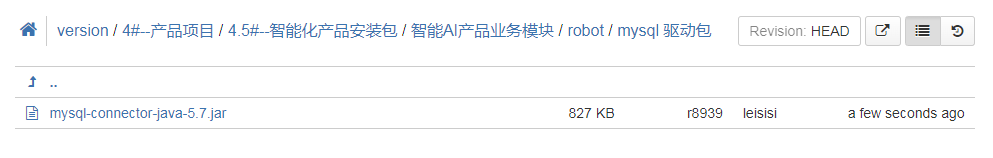 version / 4#--产品项目 / 4.5#--智能化产品安装包 / 智能AI产品业务模块 / robot / mysql 驱动包 Revision: HEAD
..
mysql-connector-java-5.7.jar 827 KB r8939 leisisi a few seconds ago